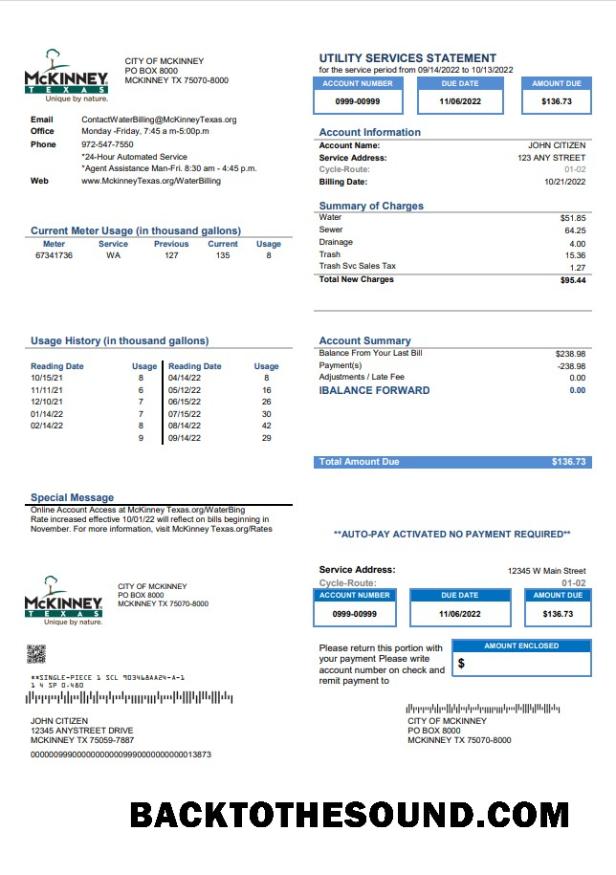 McKINNEY
TEXAS
Unique by nature.
CITY OF MCKINNEY
PO BOX 8000
MCKINNEY TX 75070-8000
Email ContactWaterBilling@McKinneyTexas.org
Office Monday -Friday, 7:45 a m-5:00p.m
Phone 972-547-7550
*24-Hour Automated Service
*Agent Assistance Man-Fri. 8:30 am - 4:45 p.m.
Web www.MckinneyTexas.org/WaterBilling
UTILITY SERVICES STATEMENT
for the service period from 09/14/2022 to 10/13/2022
ACCOUNT NUMBER DUE DATE AMOUNT DUE
0999-00999 11/06/2022 $136.73
Account Information
Account Name: JOHN CITIZEN
Service Address: 123 ANY STREET
Cycle-Route: 01-02
Billing Date: 10/21/2022
Current Meter Usage (in thousand gallons)
Meter Service Previous Current Usage
67341736 WA 127 135 8
Summary of Charges
Water $51.85
Sewer 64.25
Drainage 4.00
Trash 15.36
Trash Svc Sales Tax 1.27
Total New Charges $95.44
Usage History (in thousand gallons)
Reading Date Usage Reading Date Usage
10/15/21 8 04/14/22 8
11/11/21 6 05/12/22 16
12/10/21 7 06/15/22 26
01/14/22 7 07/15/22 30
02/14/22 8 08/14/22 42
9 09/14/22 29
Account Summary
Balance From Your Last Bill $238.98
Payment(s) -238.98
Adjustments / Late Fee 0.00
IBALANCE FORWARD 0.00
Total Amount Due $136.73
Special Message
Online Account Access at McKinney Texas.org/WaterBing
Rate increased effective 10/01/22 will reflect on bills beginning in
November. For more information, visit McKinneyTexas.org/Rates
**AUTO-PAY ACTIVATED NO PAYMENT REQUIRED**
McKINNEY
TEXAS
Unique by nature.
CITY OF MCKINNEY
PO BOX 8000
MCKINNEY TX 75070-8000
Service Address: 12345 W Main Street
Cycle-Route: 01-02
ACCOUNT NUMBER DUE DATE AMOUNT DUE
0999-00999 11/06/2022 $136.73
Please return this portion with
your payment Please write
account number on check and
remit payment to
AMOUNT ENCLOSED
$
**SINGLE-PIECE 1 SCL 903468AA24-A-1
1 4 SP 0.480
JOHN CITIZEN
12345 ANYSTREET DRIVE
MCKINNEY TX 75059-7887
CITY OF MCKINNEY
PO BOX 8000
MCKINNEY TX 75070-8000
BACKTOTHESOUND.COM